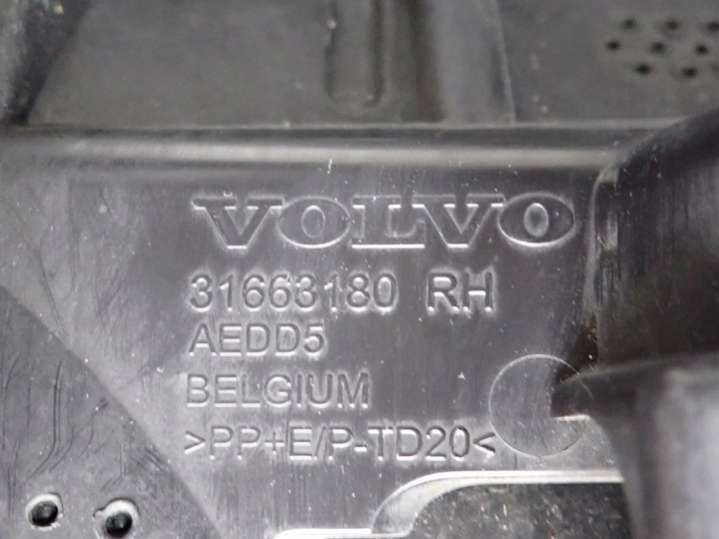 VOLVO
31663180 RH
AEDD5
BELGIUM
>PP+E/P-TD20<